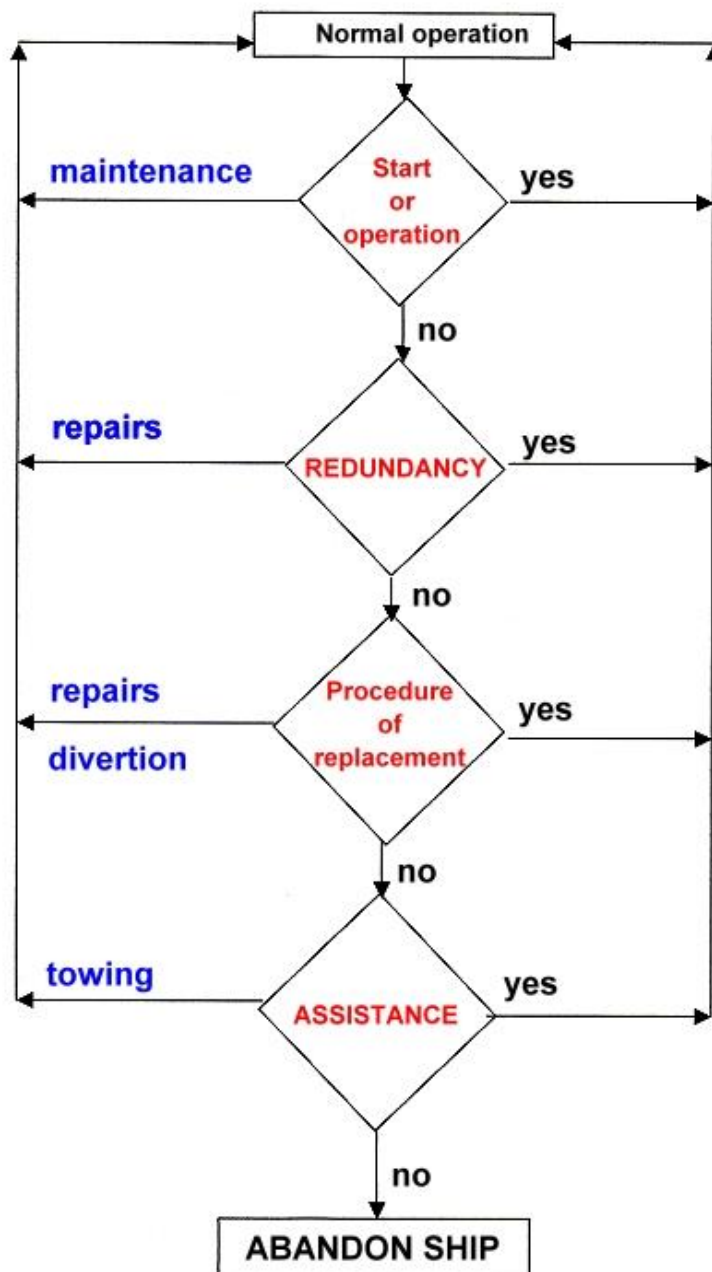 Normal operation
maintenance
Start
or
operation
yes
no
repairs
REDUNDANCY
yes
no
repairs
divertion
Procedure
of
replacement
yes
no
towing
ASSISTANCE
yes
no
ABANDON SHIP